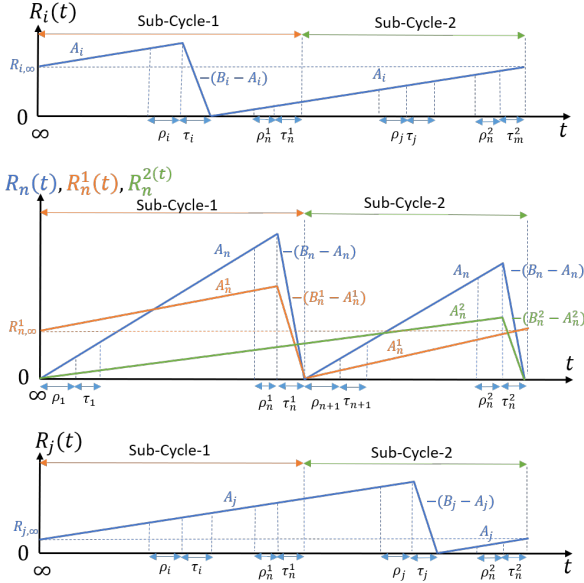 R_i(t)
Sub-Cycle-1
Sub-Cycle-2
A_i
−(B_i − A_i)
A_i
R_{i,∞}
0
∞
ρ_i
τ_i
ρ_n^1
τ_n^1
ρ_j
τ_j
ρ_n^2
τ_m^2
t
R_n(t), R_n^1(t), R_n^{2(t)}
Sub-Cycle-1
Sub-Cycle-2
A_n
−(B_n − A_n)
A_n
−(B_n − A_n)
A_n^1
−(B_n^1 − A_n^1)
A_n^2
−(B_n^2 − A_n^2)
A_n^1
R_{n,∞}^1
0
∞
ρ_1
τ_1
ρ_n^1
τ_n^1
ρ_{n+1}
τ_{n+1}
ρ_n^2
τ_n^2
t
R_j(t)
Sub-Cycle-1
Sub-Cycle-2
A_j
−(B_j − A_j)
A_j
R_{j,∞}
0
∞
ρ_i
τ_i
ρ_n^1
τ_n^1
ρ_j
τ_j
ρ_n^2
τ_n^2
t